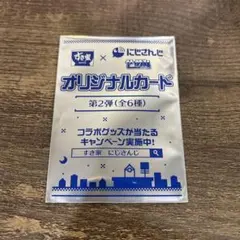 すき家 × にじさんじ
オリジナルカード
第2弾(全6種)
コラボグッズが当たる
キャンペーン実施中!
すき家 にじさんじ